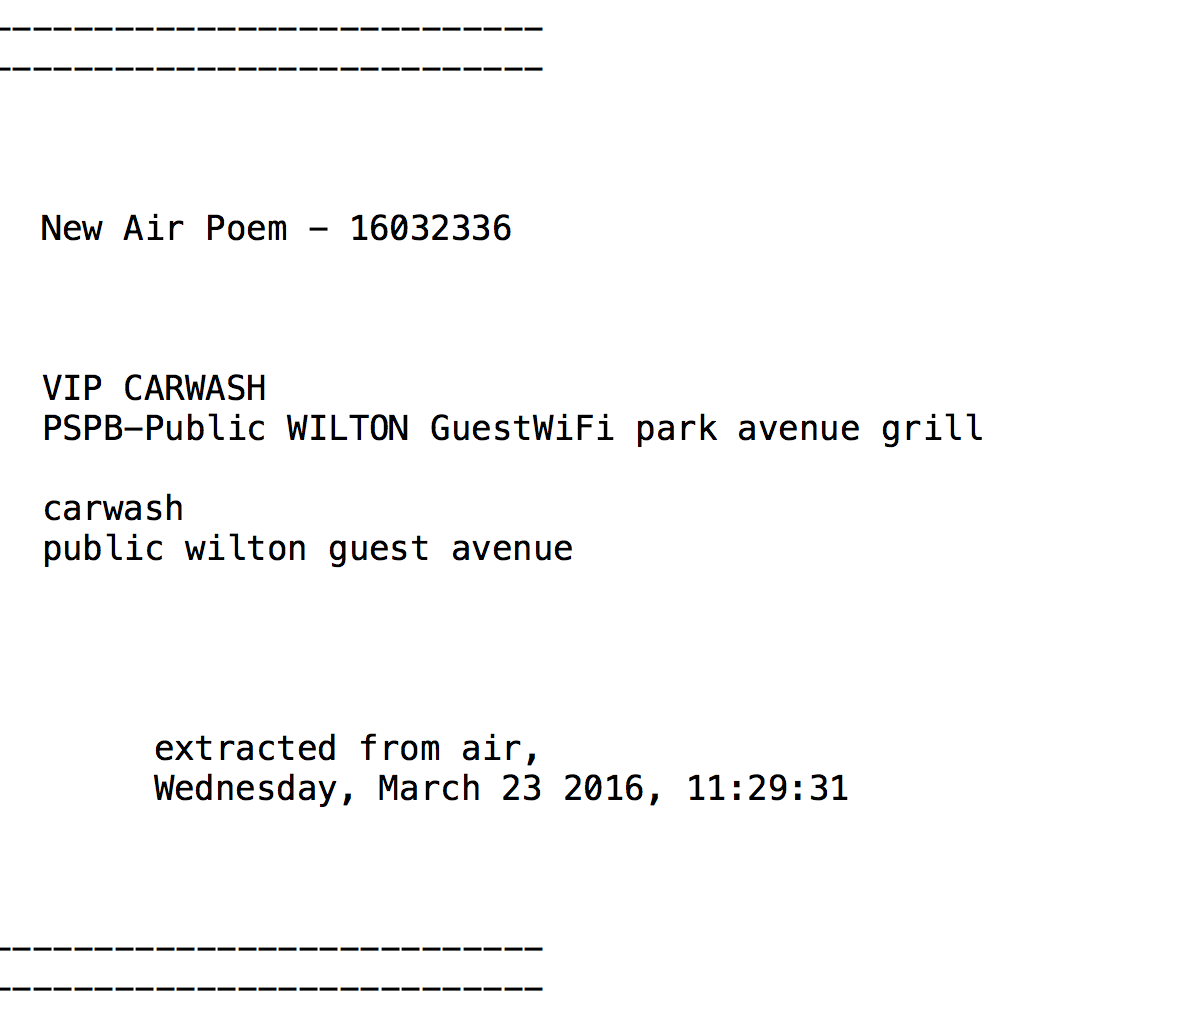 ---------------------------
---------------------------
New Air Poem - 16032336
VIP CARWASH
PSPB-Public WILTON GuestWiFi park avenue grill
carwash
public wilton guest avenue
extracted from air,
Wednesday, March 23 2016, 11:29:31
---------------------------
---------------------------